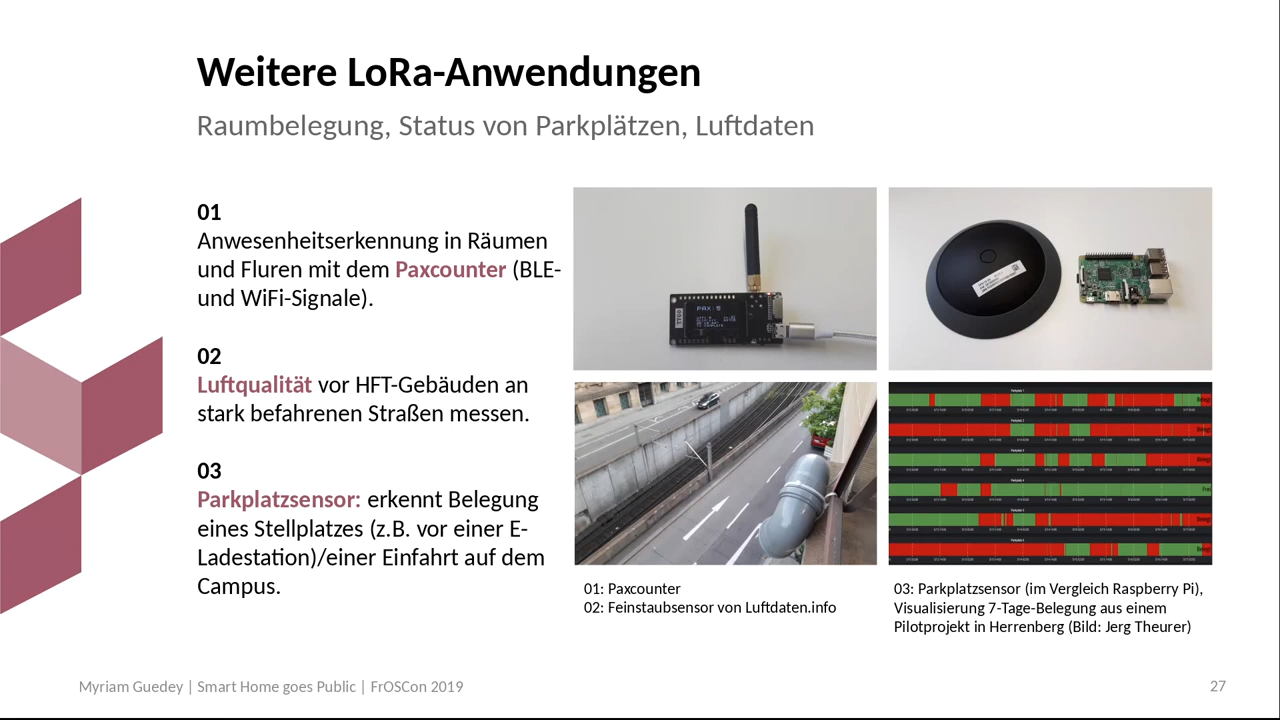 Weitere LoRa-Anwendungen
Raumbelegung, Status von Parkplätzen, Luftdaten
01
Anwesenheitserkennung in Räumen
und Fluren mit dem Paxcounter (BLE-
und WiFi-Signale).
02
Luftqualität vor HFT-Gebäuden an
stark befahrenen Straßen messen.
03
Parkplatzsensor: erkennt Belegung
eines Stellplatzes (z.B. vor einer E-
Ladestation)/einer Einfahrt auf dem
Campus.
01: Paxcounter
02: Feinstaubsensor von Luftdaten.info
03: Parkplatzsensor (im Vergleich Raspberry Pi),
Visualisierung 7-Tage-Belegung aus einem
Pilotprojekt in Herrenberg (Bild: Jerg Theurer)
Myriam Guedey | Smart Home goes Public | FrOSCon 2019
27